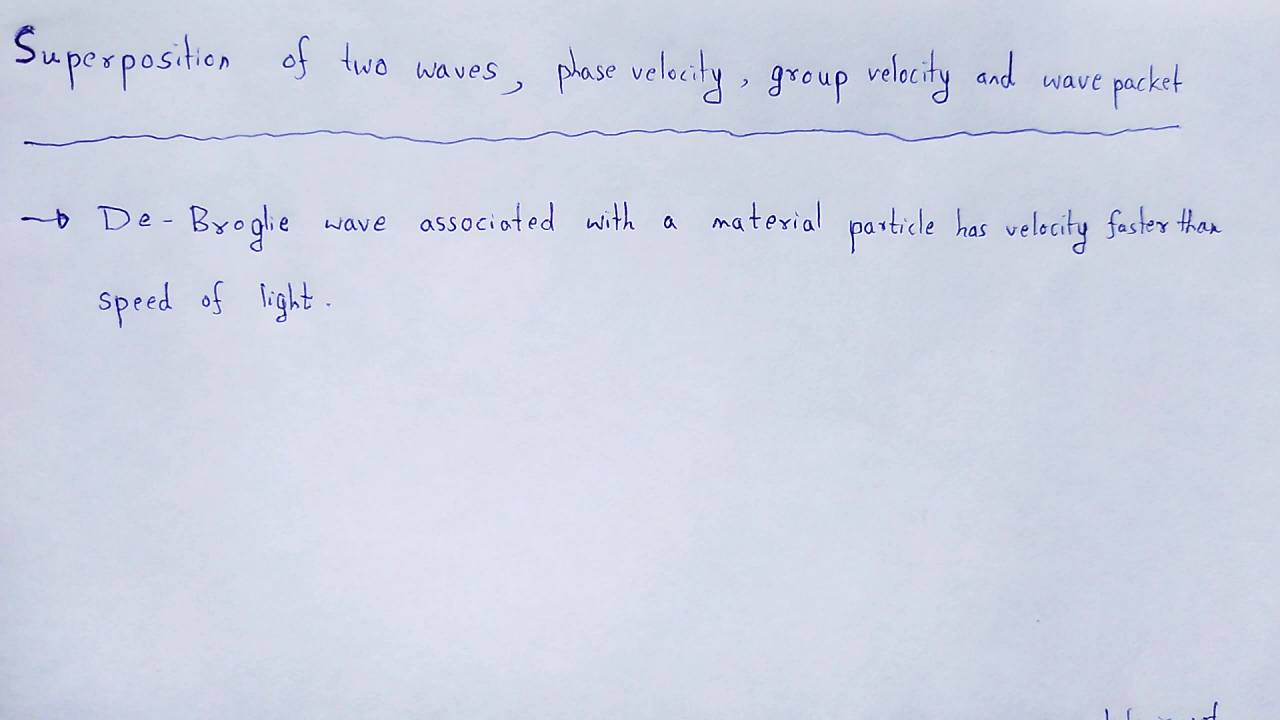 Superposition of two waves, phase velocity, group velocity and wave packet
→ De-Broglie wave associated with a material particle has velocity faster than
speed of light.